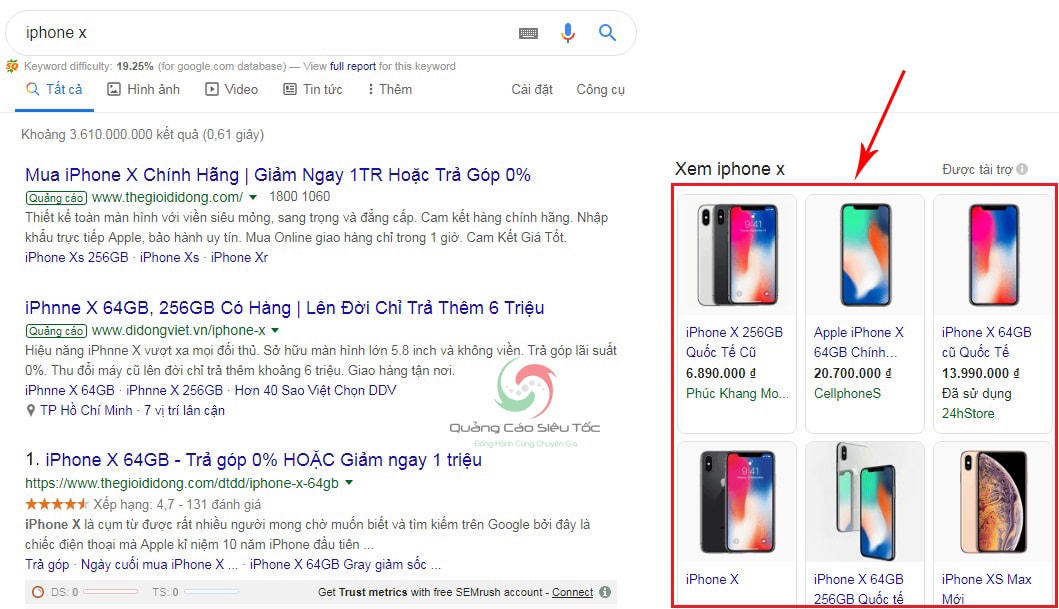 iphone x
Keyword difficulty: 19.25% (for google.com database) — View full report for this keyword
Tất cả Hình ảnh Video Tin tức Thêm Cài đặt Công cụ
Khoảng 3.610.000.000 kết quả (0,61 giây)
Mua iPhone X Chính Hãng | Giảm Ngay 1TR Hoặc Trả Góp 0%
Quảng cáo www.thegioididong.com/ 1800 1060
Thiết kế toàn màn hình với viền siêu mỏng, sang trọng và đẳng cấp. Cam kết hàng chính hãng. Nhập
khẩu trực tiếp Apple, bảo hành uy tín. Mua Online giao hàng chỉ trong 1 giờ. Cam Kết Giá Tốt.
iPhone Xs 256GB · iPhone Xs · iPhone Xr
iPhnne X 64GB, 256GB Có Hàng | Lên Đời Chỉ Trả Thêm 6 Triệu
Quảng cáo www.didongviet.vn/iphone-x
Hiệu năng iPhnne X vượt xa mọi đối thủ. Sở hữu màn hình lớn 5.8 inch và không viền. Trả góp lãi suất
0%. Thu đổi máy cũ lên đời chỉ trả thêm khoảng 6 triệu. Giao hàng tận nơi.
iPhnne X 64GB · iPhnne X 256GB · Hơn 40 Sao Việt Chọn DDV
TP Hồ Chí Minh · 7 vị trí lân cận
Quảng Cáo Siêu Tốc
Đồng Hành Cùng Chuyên Gia
1. iPhone X 64GB - Trả góp 0% HOẶC Giảm ngay 1 triệu
https://www.thegioididong.com/dtdd/iphone-x-64gb
Xếp hạng: 4,7 - 131 đánh giá
iPhone X là cụm từ được rất nhiều người mong chờ muốn biết và tìm kiếm trên Google bởi đây là
chiếc điện thoại mà Apple kỉ niệm 10 năm iPhone đầu tiên ...
Trả góp · Ngày cuối mua iPhone X ... · iPhone X 64GB Gray giảm sốc ...
DS: 0 TS: 0 Get Trust metrics with free SEMrush account - Connect
Xem iphone x Được tài trợ
iPhone X 256GB
Quốc Tế Cũ
6.890.000 ₫
Phúc Khang Mo...
Apple iPhone X
64GB Chính...
20.700.000 ₫
CellphoneS
iPhone X 64GB
cũ Quốc Tế
13.990.000 ₫
Đã sử dụng
24hStore
iPhone X
iPhone X 64GB
256GB Quốc tế
iPhone XS Max
Mới